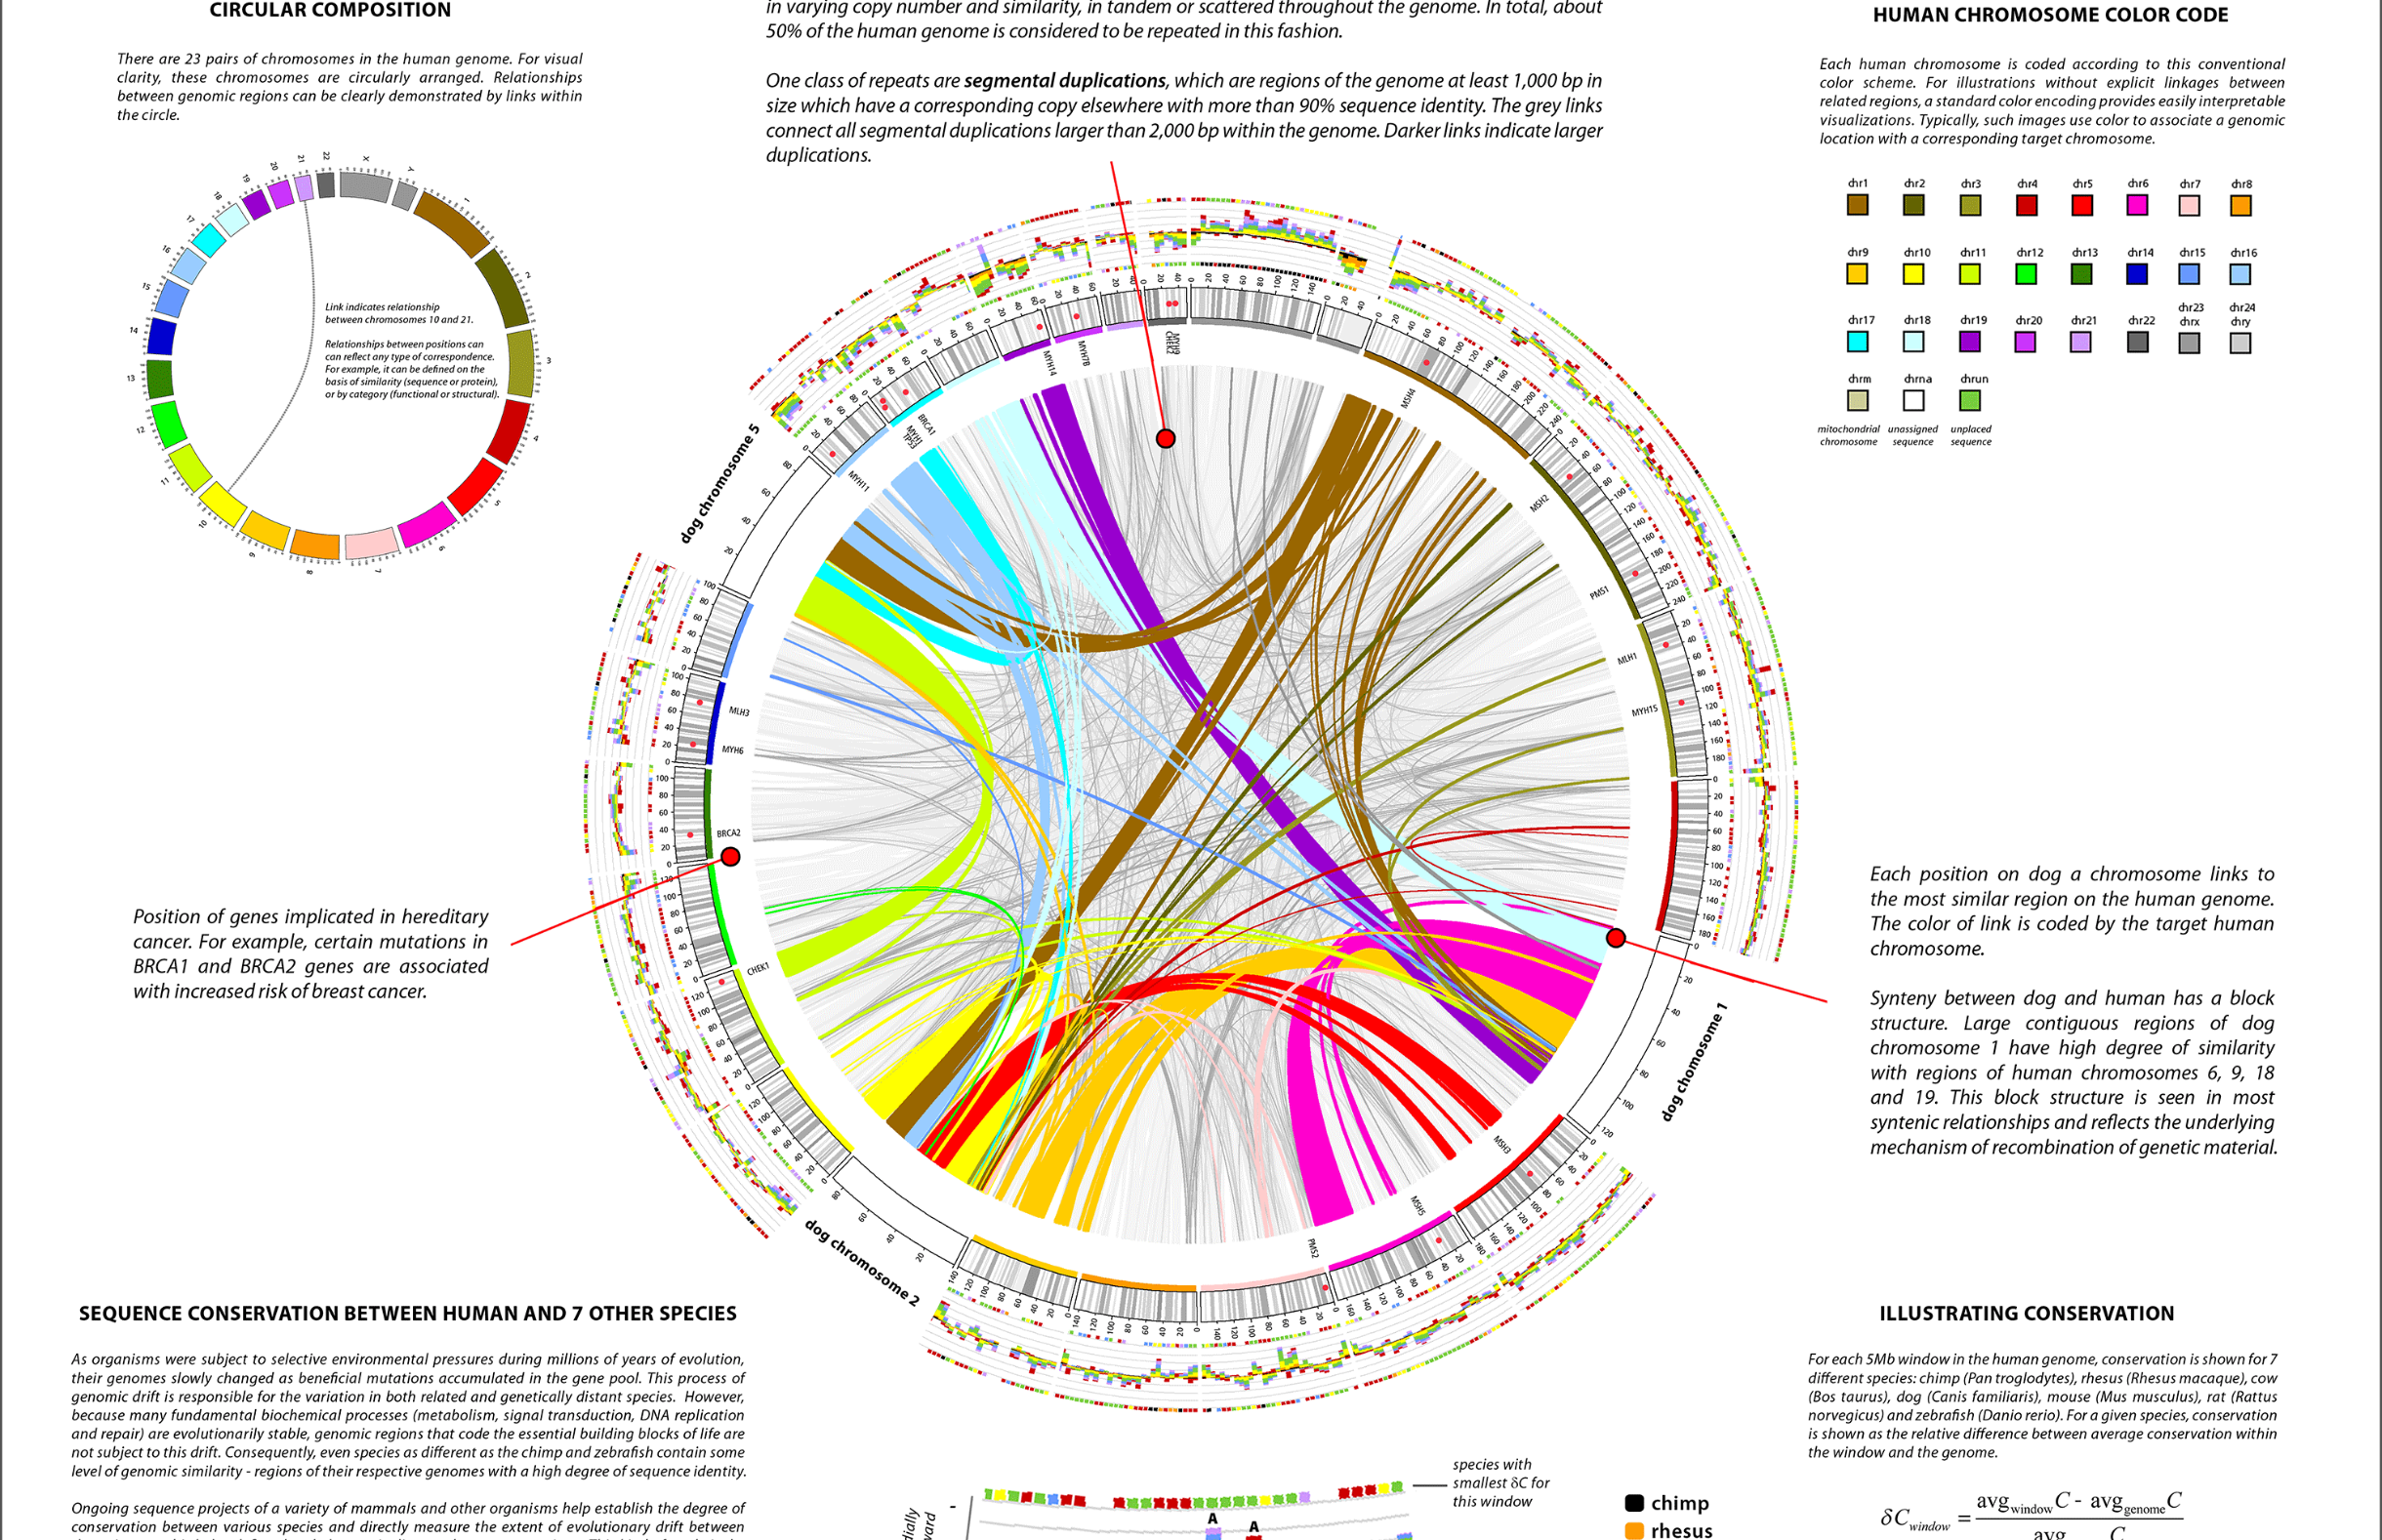 CIRCULAR COMPOSITION
There are 23 pairs of chromosomes in the human genome. For visual
clarity, these chromosomes are circularly arranged. Relationships
between genomic regions can be clearly demonstrated by links within
the circle.
Link indicates relationship
between chromosomes 10 and 21.
Relationships between positions can
can reflect any type of correspondence.
For example, it can be defined on the
basis of similarity (sequence or protein),
or by category (functional or structural).
in varying copy number and similarity, in tandem or scattered throughout the genome. In total, about
50% of the human genome is considered to be repeated in this fashion.
One class of repeats are segmental duplications, which are regions of the genome at least 1,000 bp in
size which have a corresponding copy elsewhere with more than 90% sequence identity. The grey links
connect all segmental duplications larger than 2,000 bp within the genome. Darker links indicate larger
duplications.
HUMAN CHROMOSOME COLOR CODE
Each human chromosome is coded according to this conventional
color scheme. For illustrations without explicit linkages between
related regions, a standard color encoding provides easily interpretable
visualizations. Typically, such images use color to associate a genomic
location with a corresponding target chromosome.
chr1 chr2 chr3 chr4 chr5 chr6 chr7 chr8
chr9 chr10 chr11 chr12 chr13 chr14 chr15 chr16
chr17 chr18 chr19 chr20 chr21 chr22 chr23 chrx chr24 chry
chrm chrna chrun
mitochondrial chromosome
unassigned sequence
unplaced sequence
dog chromosome 5
dog chomosome 1
dog chromosome 2
MYH14
MYH7B
CHEK2
MYH9
MSH4
MSH2
PMS1
MLH1
MYH15
MSH3
MSH5
PMS2
CHEK1
BRCA2
MYH6
MLH3
MYH11
TP53
MYH1
BRCA1
Position of genes implicated in hereditary
cancer. For example, certain mutations in
BRCA1 and BRCA2 genes are associated
with increased risk of breast cancer.
Each position on dog a chromosome links to
the most similar region on the human genome.
The color of link is coded by the target human
chromosome.
Synteny between dog and human has a block
structure. Large contiguous regions of dog
chromosome 1 have high degree of similarity
with regions of human chromosomes 6, 9, 18
and 19. This block structure is seen in most
syntenic relationships and reflects the underlying
mechanism of recombination of genetic material.
SEQUENCE CONSERVATION BETWEEN HUMAN AND 7 OTHER SPECIES
As organisms were subject to selective environmental pressures during millions of years of evolution,
their genomes slowly changed as beneficial mutations accumulated in the gene pool. This process of
genomic drift is responsible for the variation in both related and genetically distant species. However,
because many fundamental biochemical processes (metabolism, signal transduction, DNA replication
and repair) are evolutionarily stable, genomic regions that code the essential building blocks of life are
not subject to this drift. Consequently, even species as different as the chimp and zebrafish contain some
level of genomic similarity - regions of their respective genomes with a high degree of sequence identity.
Ongoing sequence projects of a variety of mammals and other organisms help establish the degree of
conservation between various species and directly measure the extent of evolutionary drift between
species with
smallest δC for
this window
A
A
chimp
rhesus
ILLUSTRATING CONSERVATION
For each 5Mb window in the human genome, conservation is shown for 7
different species: chimp (Pan troglodytes), rhesus (Rhesus macaque), cow
(Bos taurus), dog (Canis familiaris), mouse (Mus musculus), rat (Rattus
norvegicus) and zebrafish (Danio rerio). For a given species, conservation
is shown as the relative difference between average conservation within
the window and the genome.
δC window = avg window C - avg genome C
avg C